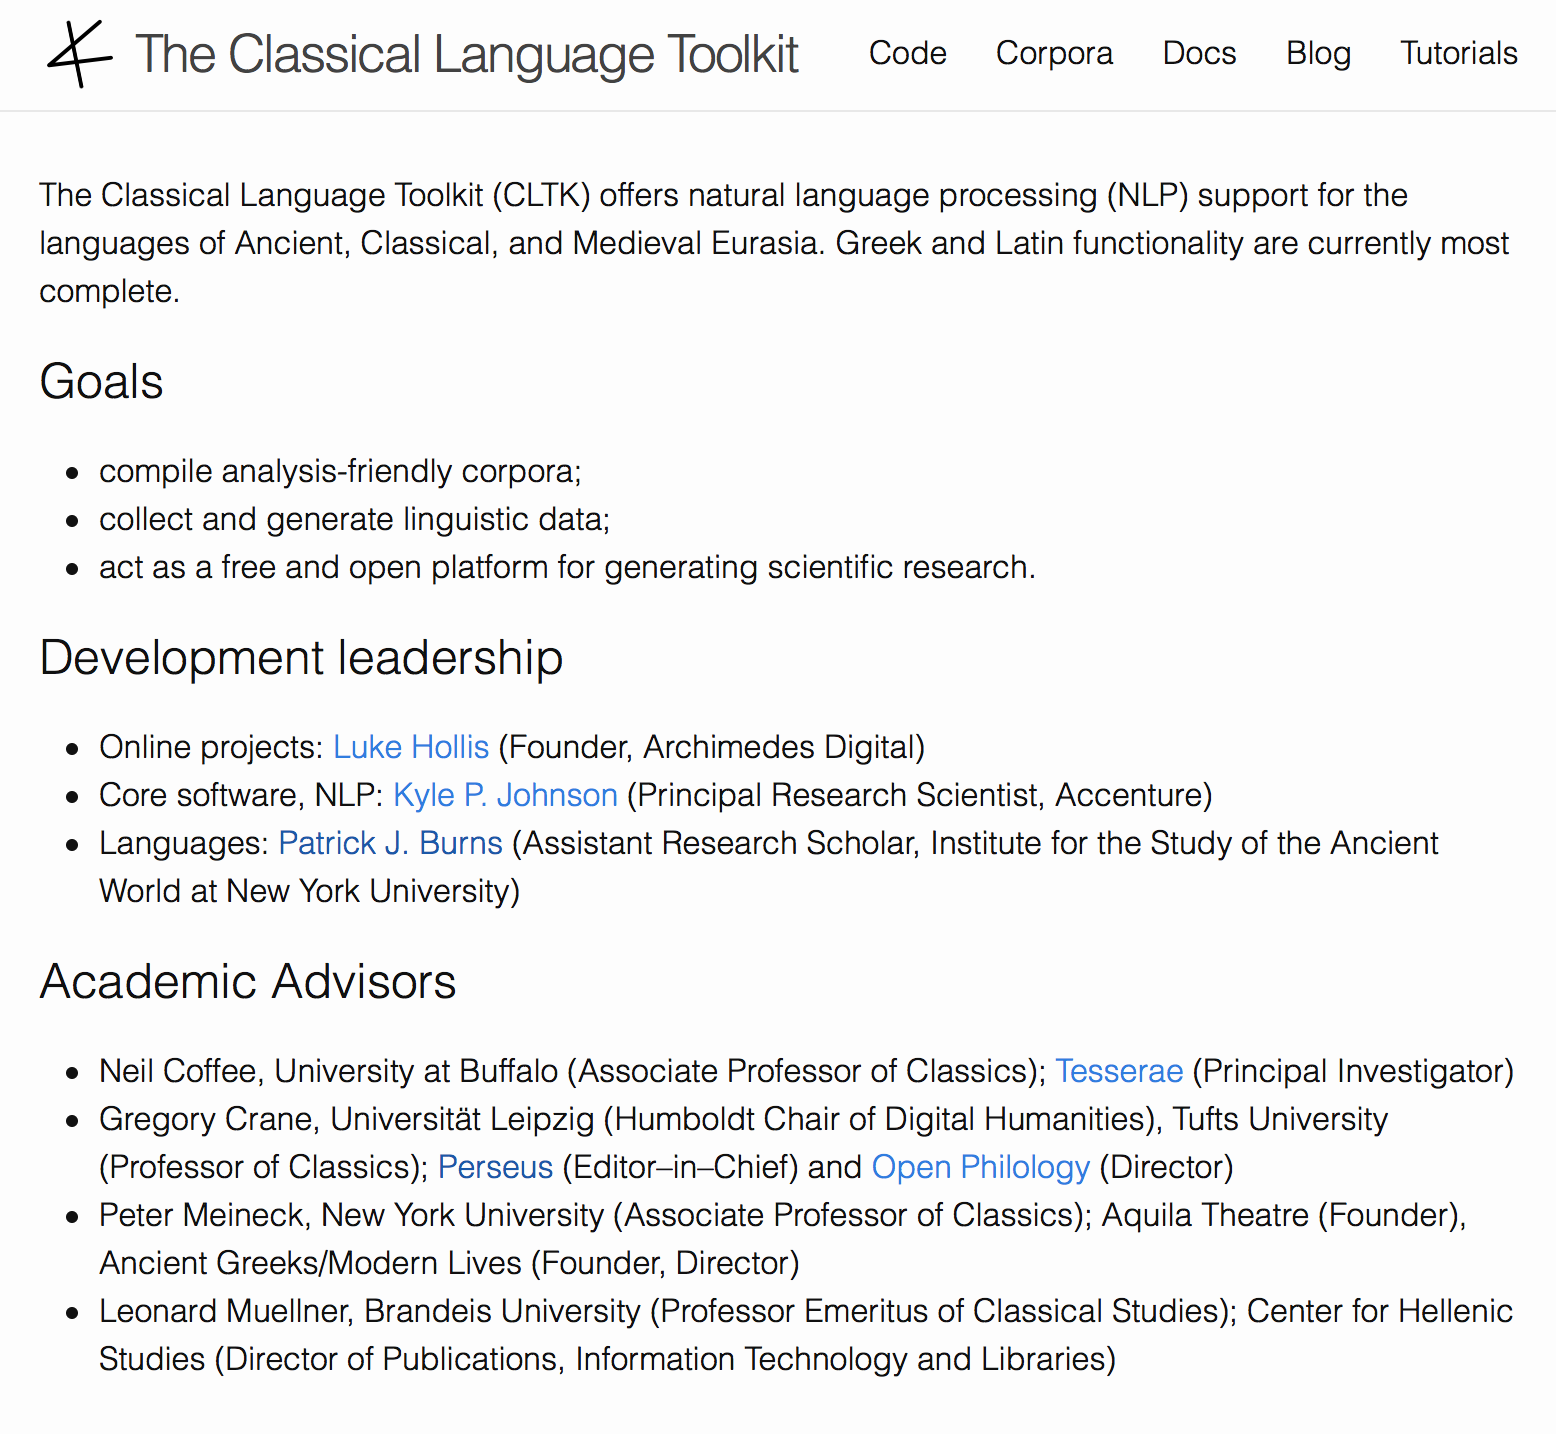 The Classical Language Toolkit Code Corpora Docs Blog Tutorials
The Classical Language Toolkit (CLTK) offers natural language processing (NLP) support for the
languages of Ancient, Classical, and Medieval Eurasia. Greek and Latin functionality are currently most
complete.
Goals
• compile analysis-friendly corpora;
• collect and generate linguistic data;
• act as a free and open platform for generating scientific research.
Development leadership
• Online projects: Luke Hollis (Founder, Archimedes Digital)
• Core software, NLP: Kyle P. Johnson (Principal Research Scientist, Accenture)
• Languages: Patrick J. Burns (Assistant Research Scholar, Institute for the Study of the Ancient
World at New York University)
Academic Advisors
• Neil Coffee, University at Buffalo (Associate Professor of Classics); Tesserae (Principal Investigator)
• Gregory Crane, Universität Leipzig (Humboldt Chair of Digital Humanities), Tufts University
(Professor of Classics); Perseus (Editor–in–Chief) and Open Philology (Director)
• Peter Meineck, New York University (Associate Professor of Classics); Aquila Theatre (Founder),
Ancient Greeks/Modern Lives (Founder, Director)
• Leonard Muellner, Brandeis University (Professor Emeritus of Classical Studies); Center for Hellenic
Studies (Director of Publications, Information Technology and Libraries)